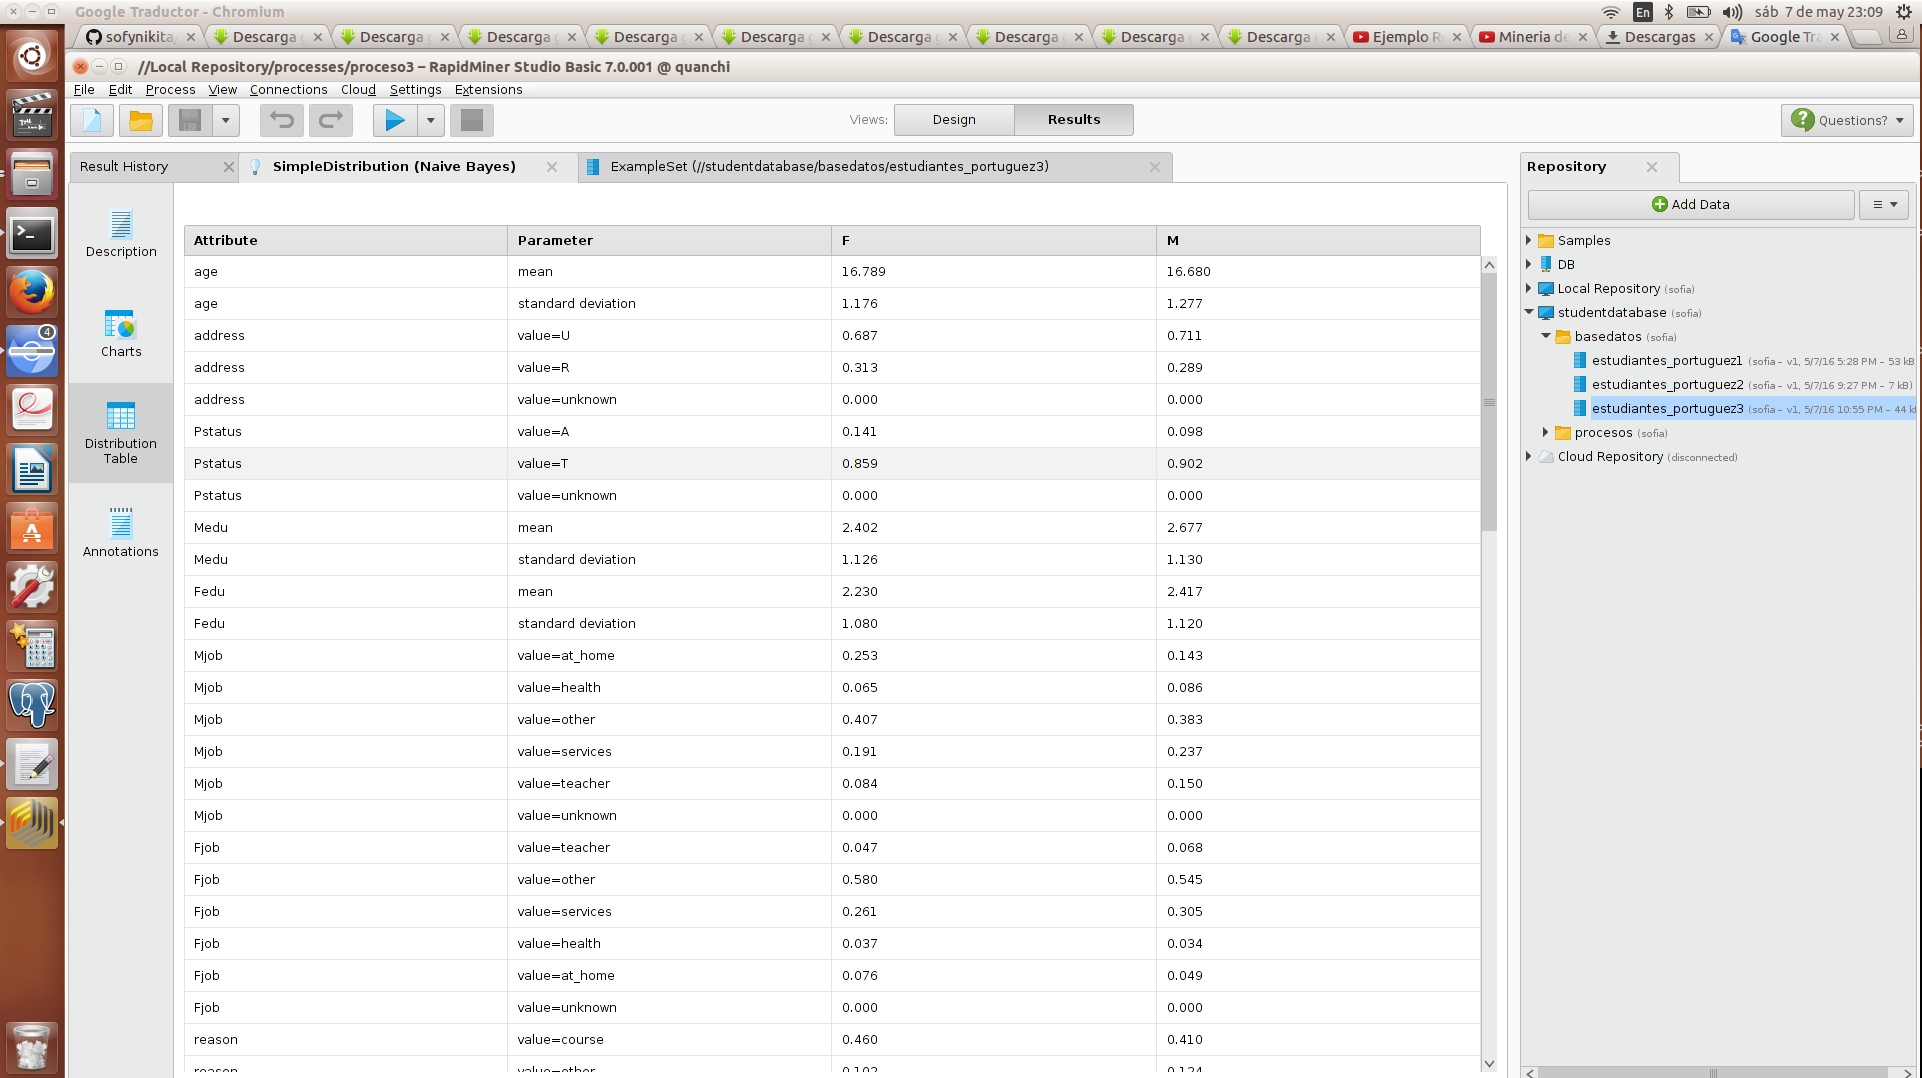 Google Traductor - Chromium
En
sáb 7 de may 23:09
sofynikita
Descarga
Descarga
Descarga
Descarga
Descarga
Descarga
Descarga
Descarga
Descarga
Ejemplo
Mineria de
Descargas
Google Tra
//Local Repository/processes/proceso3 – RapidMiner Studio Basic 7.0.001 @ quanchi
File Edit Process View Connections Cloud Settings Extensions
Views: Design Results
Questions?
Result History
SimpleDistribution (Naive Bayes)
ExampleSet (//studentdatabase/basedatos/estudiantes_portuguez3)
Description
Charts
Distribution
Table
Annotations
4
Attribute Parameter F M
age mean 16.789 16.680
age standard deviation 1.176 1.277
address value=U 0.687 0.711
address value=R 0.313 0.289
address value=unknown 0.000 0.000
Pstatus value=A 0.141 0.098
Pstatus value=T 0.859 0.902
Pstatus value=unknown 0.000 0.000
Medu mean 2.402 2.677
Medu standard deviation 1.126 1.130
Fedu mean 2.230 2.417
Fedu standard deviation 1.080 1.120
Mjob value=at_home 0.253 0.143
Mjob value=health 0.065 0.086
Mjob value=other 0.407 0.383
Mjob value=services 0.191 0.237
Mjob value=teacher 0.084 0.150
Mjob value=unknown 0.000 0.000
Fjob value=teacher 0.047 0.068
Fjob value=other 0.580 0.545
Fjob value=services 0.261 0.305
Fjob value=health 0.037 0.034
Fjob value=at_home 0.076 0.049
Fjob value=unknown 0.000 0.000
reason value=course 0.460 0.410
reason value=other 0.102 0.124
Repository
Add Data
Samples
DB
Local Repository (sofia)
studentdatabase (sofia)
basedatos (sofia)
estudiantes_portuguez1 (sofia – v1, 5/7/16 5:28 PM – 53 kB
estudiantes_portuguez2 (sofia – v1, 5/7/16 9:27 PM – 7 kB)
estudiantes_portuguez3 (sofia – v1, 5/7/16 10:55 PM – 44 k
procesos (sofia)
Cloud Repository (disconnected)